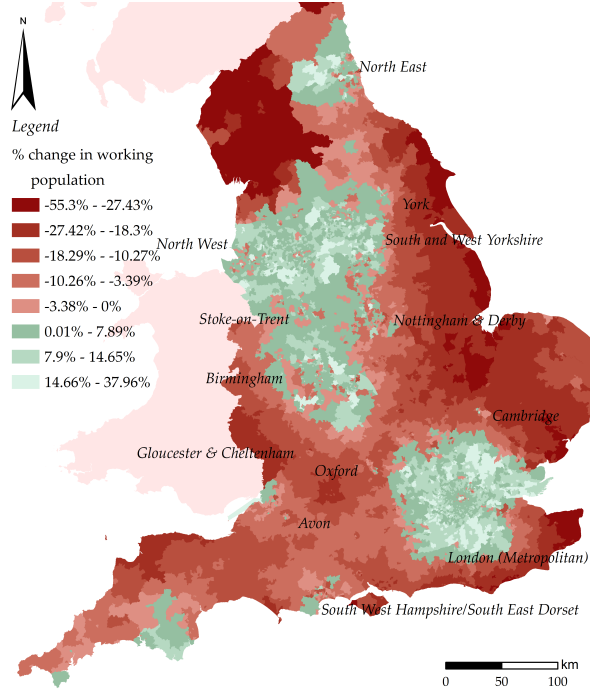 N
North East
Legend
% change in working
population
-55.3% - -27.43%
-27.42% - -18.3%
-18.29% - -10.27%
-10.26% - -3.39%
-3.38% - 0%
0.01% - 7.89%
7.9% - 14.65%
14.66% - 37.96%
York
North West
South and West Yorkshire
Stoke-on-Trent
Nottingham & Derby
Birmingham
Cambridge
Gloucester & Cheltenham
Oxford
Avon
London (Metropolitan)
South West Hampshire/South East Dorset
km
0 50 100